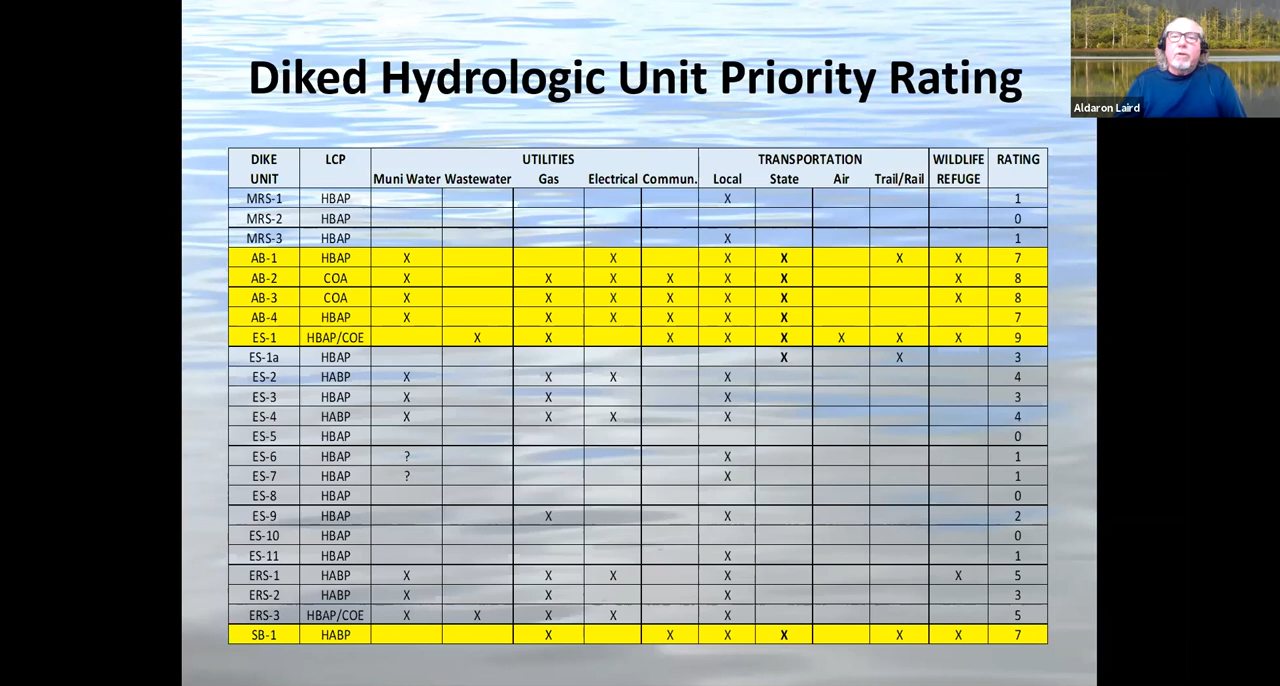 Diked Hydrologic Unit Priority Rating
Aldaron Laird
DIKE LCP UTILITIES TRANSPORTATION WILDLIFE RATING
UNIT Muni Water Wastewater Gas Electrical Commun. Local State Air Trail/Rail REFUGE
MRS-1 HBAP X 1
MRS-2 HBAP 0
MRS-3 HBAP X 1
AB-1 HBAP X X X X X X 7
AB-2 COA X X X X X X X 8
AB-3 COA X X X X X X X 8
AB-4 HBAP X X X X X X 7
ES-1 HBAP/COE X X X X X X X X 9
ES-1a HBAP X X 3
ES-2 HABP X X X X 4
ES-3 HBAP X X X 3
ES-4 HABP X X X X 4
ES-5 HBAP 0
ES-6 HBAP ? X 1
ES-7 HBAP ? X 1
ES-8 HBAP 0
ES-9 HBAP X X 2
ES-10 HBAP 0
ES-11 HBAP X 1
ERS-1 HABP X X X X X 5
ERS-2 HABP X X X 3
ERS-3 HBAP/COE X X X X X 5
SB-1 HABP X X X X X X 7